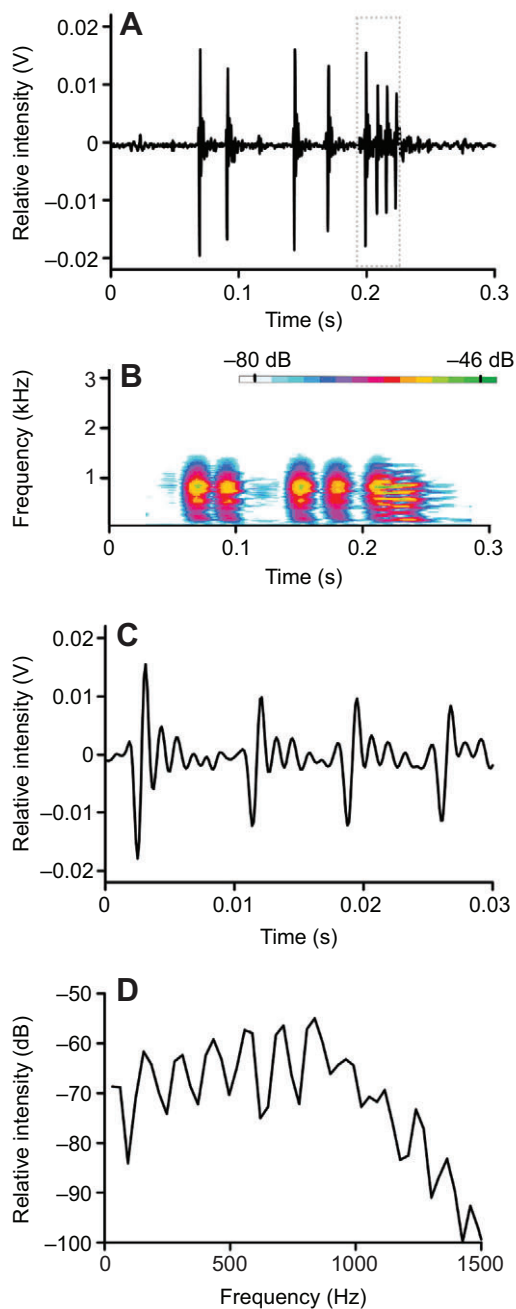 A
Relative intensity (V)
0.02
0.01
0
–0.01
–0.02
0 0.1 0.2 0.3
Time (s)
B
–80 dB –46 dB
Frequency (kHz)
3
2
1
0 0.1 0.2 0.3
Time (s)
C
Relative intensity (V)
0.02
0.01
0
–0.01
–0.02
0 0.01 0.02 0.03
Time (s)
D
Relative intensity (dB)
–50
–60
–70
–80
–90
–100
0 500 1000 1500
Frequency (Hz)